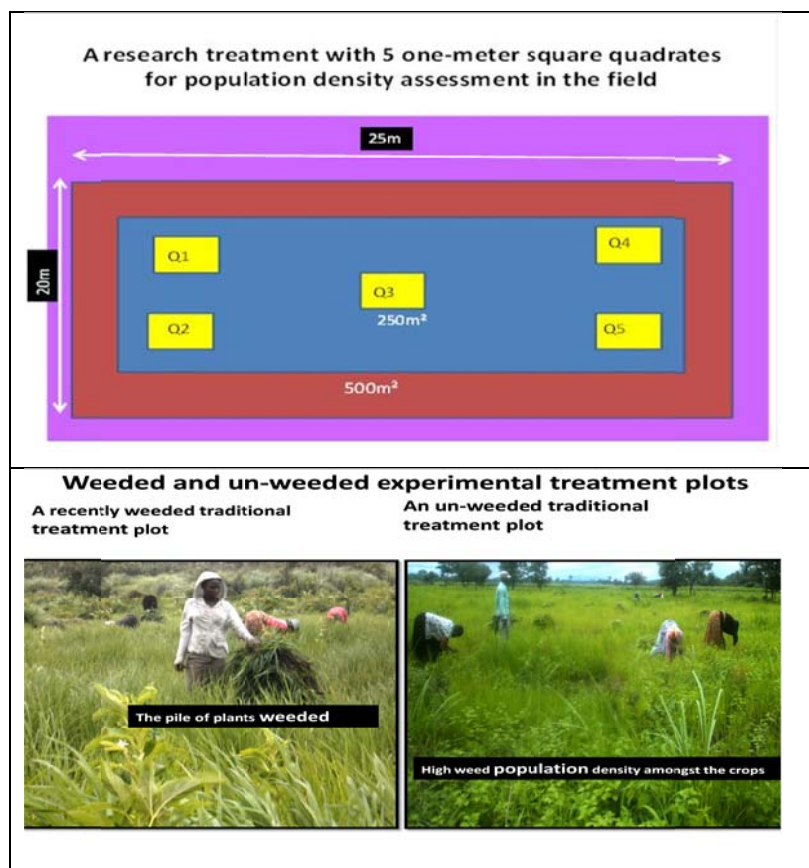 A research treatment with 5 one-meter square quadrates
for population density assessment in the field
25m
20m
Q1
Q4
Q3
250m²
Q2
Q5
500m²
Weeded and un-weeded experimental treatment plots
A recently weeded traditional
treatment plot
An un-weeded traditional
treatment plot
The pile of plants weeded
High weed population density amongst the crops